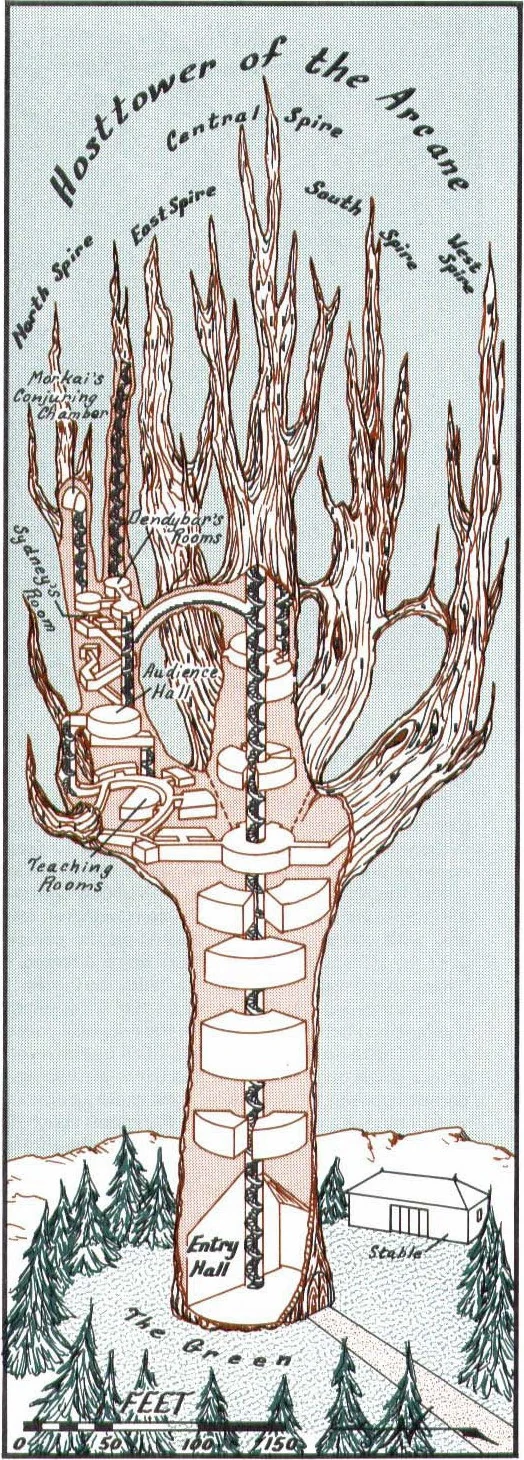 Hosttower of the Arcane
Central Spire
East Spire
South Spire
West
Spire
North Spire
Morkai's
Conjuring
Chamber
Dendybar's
Rooms
Sydney's
Room
Audience
Hall
Teaching
Rooms
Entry
Hall
Stable
The Green
FEET
0 50 100 150